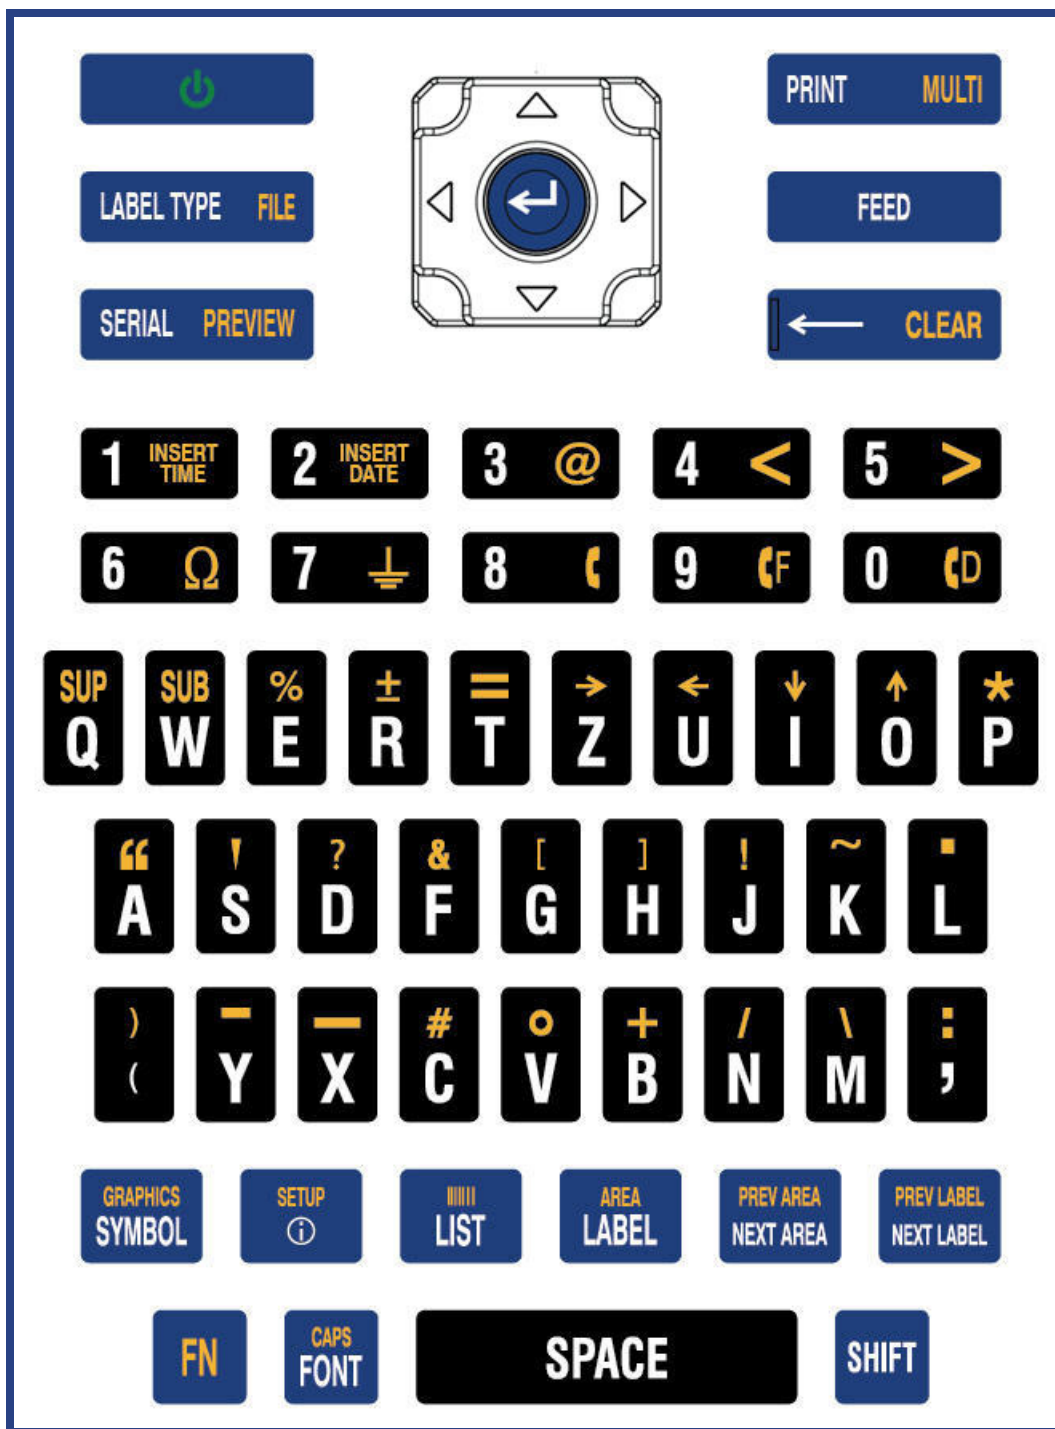 PRINT MULTI
LABEL TYPE FILE
FEED
SERIAL PREVIEW
← CLEAR
1 INSERT TIME 2 INSERT DATE 3 @ 4 < 5 >
6 Ω 7 ⏚ 8 9 F 0 D
SUP SUB % ± = → ← ↓ ↑ *
Q W E R T Z U I O P
“ ' ? & [ ] ! ~ .
A S D F G H J K L
) - — # ° + / \ :
( Y X C V B N M ,
GRAPHICS SETUP AREA PREV AREA PREV LABEL
SYMBOL ⓘ LIST LABEL NEXT AREA NEXT LABEL
CAPS
FN FONT SPACE SHIFT